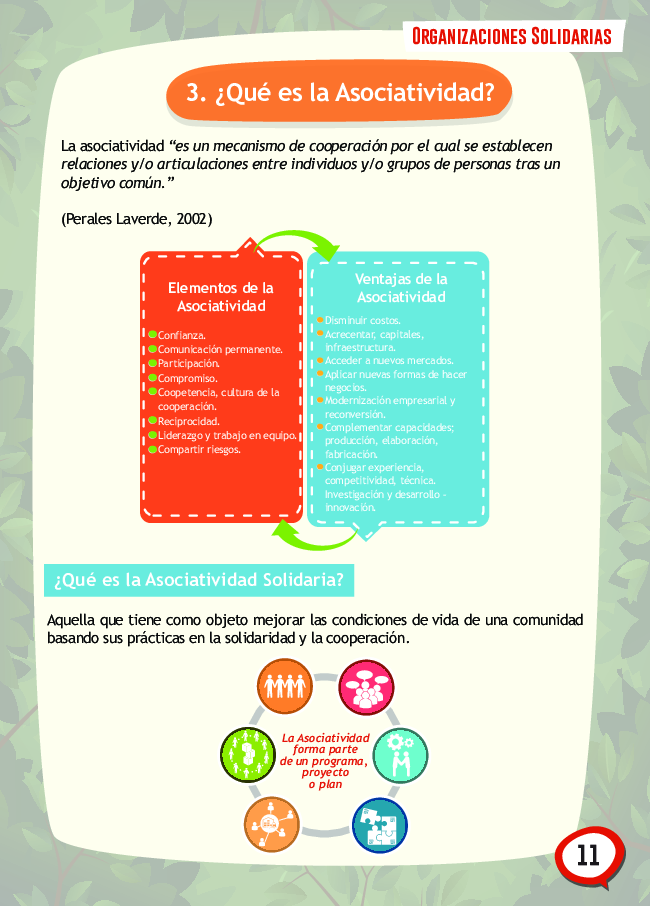 Organizaciones Solidarias
3. ¿Qué es la Asociatividad?
La asociatividad “es un mecanismo de cooperación por el cual se establecen
relaciones y/o articulaciones entre individuos y/o grupos de personas tras un
objetivo común.”
(Perales Laverde, 2002)
Elementos de la
Asociatividad
Confianza.
Comunicación permanente.
Participación.
Compromiso.
Coopetencia, cultura de la
cooperación.
Reciprocidad.
Liderazgo y trabajo en equipo.
Compartir riesgos.
Ventajas de la
Asociatividad
Disminuir costos.
Acrecentar, capitales,
infraestructura.
Acceder a nuevos mercados.
Aplicar nuevas formas de hacer
negocios.
Modernización empresarial y
reconversión.
Complementar capacidades;
producción, elaboración,
fabricación.
Conjugar experiencia,
competitividad, técnica.
Investigación y desarrollo -
innovación.
¿Qué es la Asociatividad Solidaria?
Aquella que tiene como objeto mejorar las condiciones de vida de una comunidad
basando sus prácticas en la solidaridad y la cooperación.
La Asociatividad
forma parte
de un programa,
proyecto
o plan
11